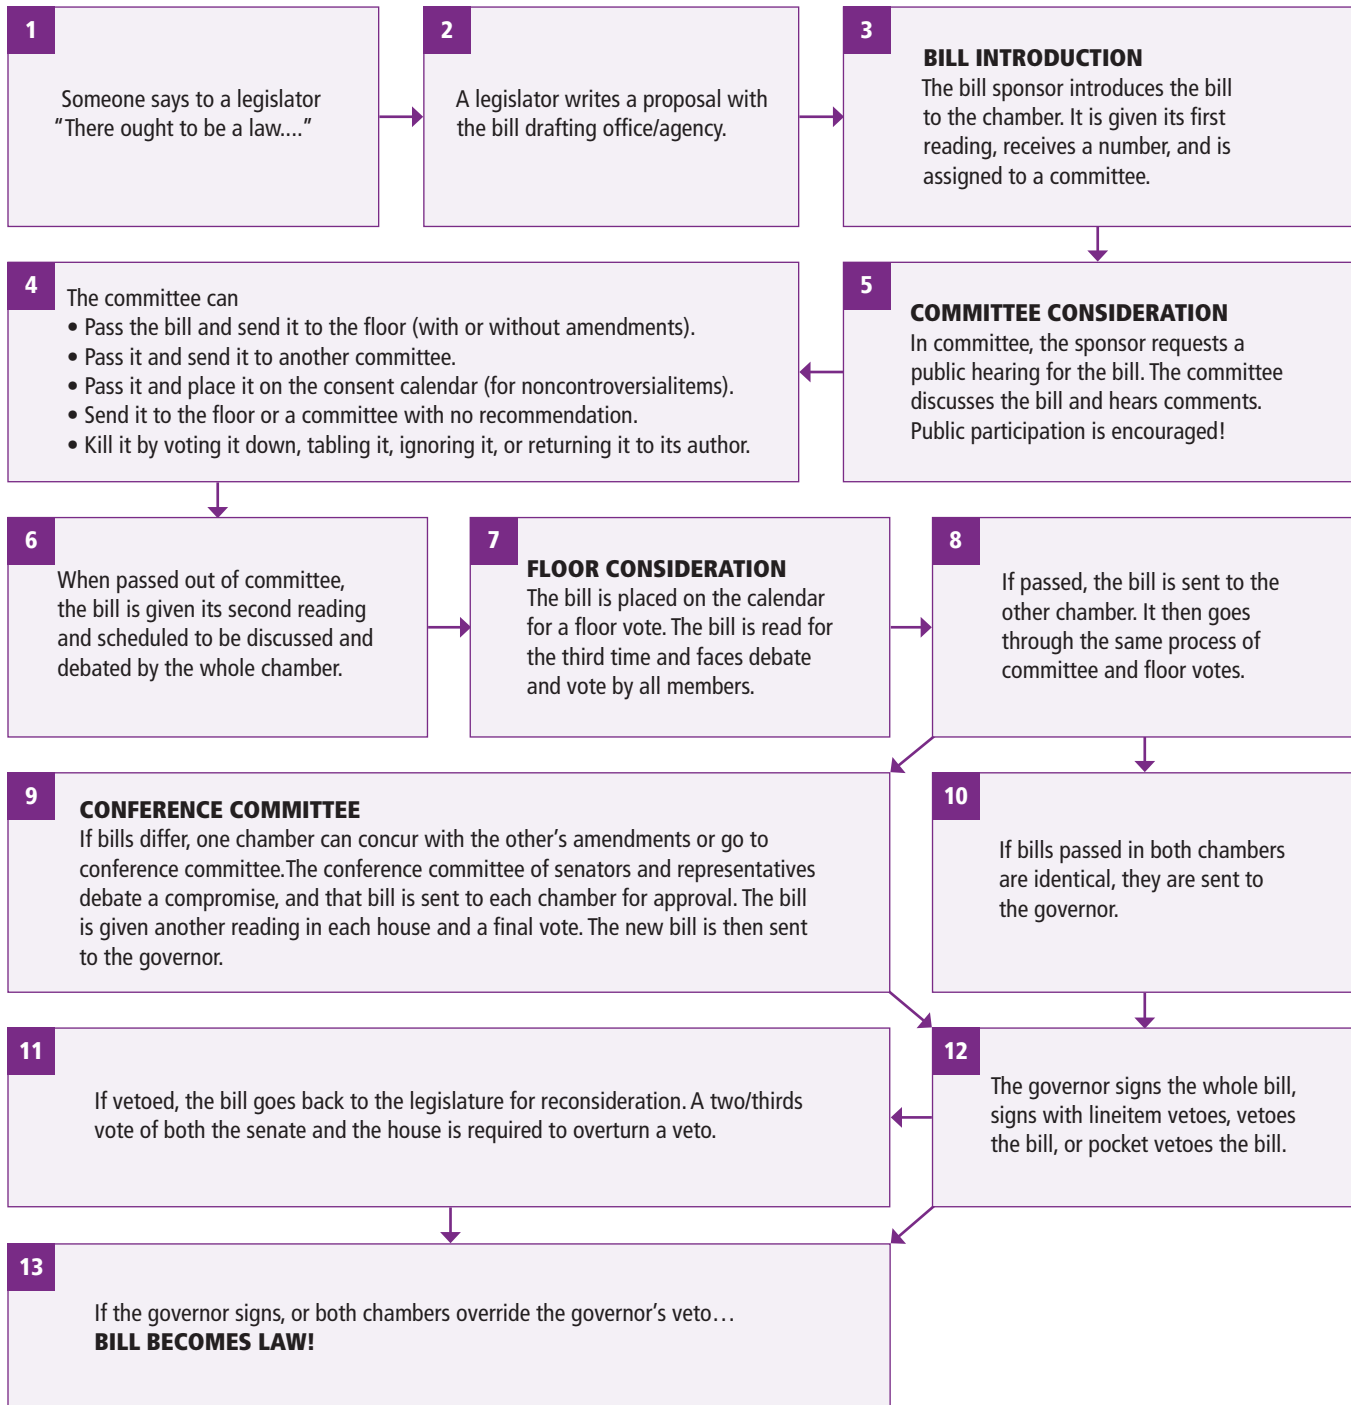 1
Someone says to a legislator
"There ought to be a law...."
2
A legislator writes a proposal with
the bill drafting office/agency.
3
BILL INTRODUCTION
The bill sponsor introduces the bill
to the chamber. It is given its first
reading, receives a number, and is
assigned to a committee.
4
The committee can
• Pass the bill and send it to the floor (with or without amendments).
• Pass it and send it to another committee.
• Pass it and place it on the consent calendar (for noncontroversialitems).
• Send it to the floor or a committee with no recommendation.
• Kill it by voting it down, tabling it, ignoring it, or returning it to its author.
5
COMMITTEE CONSIDERATION
In committee, the sponsor requests a
public hearing for the bill. The committee
discusses the bill and hears comments.
Public participation is encouraged!
6
When passed out of committee,
the bill is given its second reading
and scheduled to be discussed and
debated by the whole chamber.
7
FLOOR CONSIDERATION
The bill is placed on the calendar
for a floor vote. The bill is read for
the third time and faces debate
and vote by all members.
8
If passed, the bill is sent to the
other chamber. It then goes
through the same process of
committee and floor votes.
9
CONFERENCE COMMITTEE
If bills differ, one chamber can concur with the other's amendments or go to
conference committee.The conference committee of senators and representatives
debate a compromise, and that bill is sent to each chamber for approval. The bill
is given another reading in each house and a final vote. The new bill is then sent
to the governor.
10
If bills passed in both chambers
are identical, they are sent to
the governor.
11
If vetoed, the bill goes back to the legislature for reconsideration. A two/thirds
vote of both the senate and the house is required to overturn a veto.
12
The governor signs the whole bill,
signs with lineitem vetoes, vetoes
the bill, or pocket vetoes the bill.
13
If the governor signs, or both chambers override the governor's veto…
BILL BECOMES LAW!